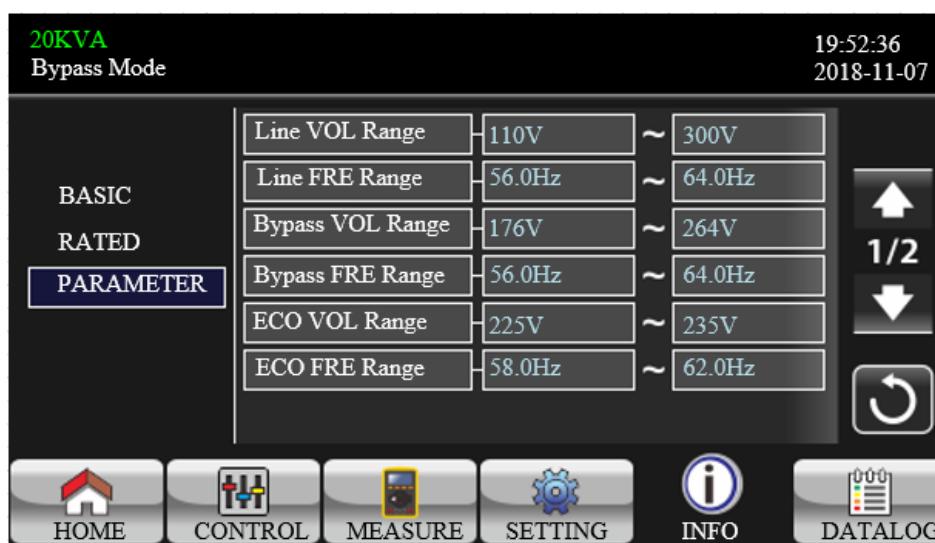 20KVA
Bypass Mode
19:52:36
2018-11-07
BASIC
RATED
PARAMETER
Line VOL Range 110V ~ 300V
Line FRE Range 56.0Hz ~ 64.0Hz
Bypass VOL Range 176V ~ 264V
Bypass FRE Range 56.0Hz ~ 64.0Hz
ECO VOL Range 225V ~ 235V
ECO FRE Range 58.0Hz ~ 62.0Hz
1/2
HOME CONTROL MEASURE SETTING INFO DATALOG